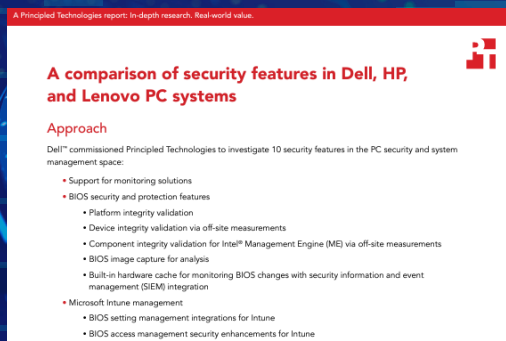 A Principled Technologies report: In-depth research. Real-world value.
PT
A comparison of security features in Dell, HP,
and Lenovo PC systems
Approach
Dell™ commissioned Principled Technologies to investigate 10 security features in the PC security and system
management space:
• Support for monitoring solutions
• BIOS security and protection features
• Platform integrity validation
• Device integrity validation via off-site measurements
• Component integrity validation for Intel® Management Engine (ME) via off-site measurements
• BIOS image capture for analysis
• Built-in hardware cache for monitoring BIOS changes with security information and event
management (SIEM) integration
• Microsoft Intune management
• BIOS setting management integrations for Intune
• BIOS access management security enhancements for Intune